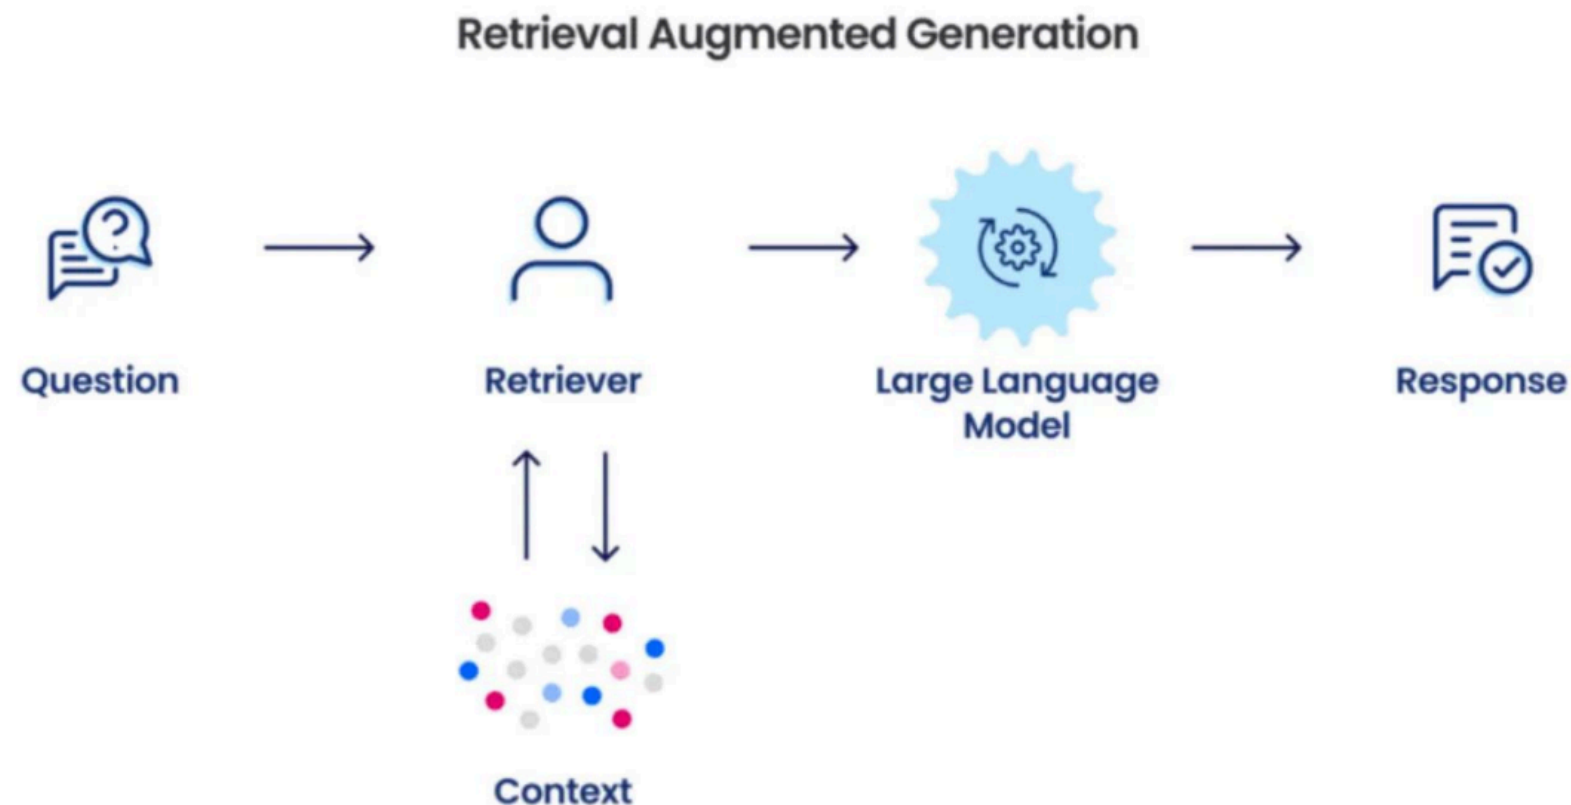 Retrieval Augmented Generation
Question
Retriever
Large Language
Model
Response
Context